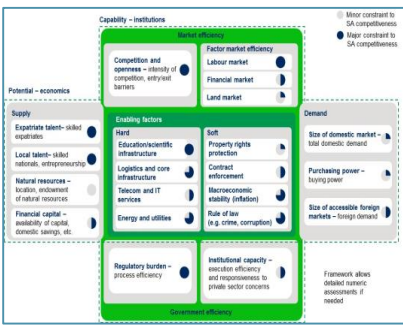 Capability – institutions
Minor constraint to
SA competitiveness
Major constraint to
SA competitiveness
Market efficiency
Competition and
openness – intensity of
competition, entry/exit
barriers
Factor market efficiency
Labour market
Financial market
Land market
Potential – economics
Supply
Expatriate talent– skilled
expatriates
Local talent– skilled
nationals, entrepreneurship
Natural resources –
location, endowment
of natural resources
Financial capital –
availability of capital,
domestic savings, etc.
Enabling factors
Hard
Education/scientific
infrastructure
Logistics and core
infrastructure
Telecom and IT
services
Energy and utilities
Soft
Property rights
protection
Contract
enforcement
Macroeconomic
stability (inflation)
Rule of law
(e.g. crime, corruption)
Demand
Size of domestic market –
total domestic demand
Purchasing power –
buying power
Size of accessible foreign
markets – foreign demand
Regulatory burden –
process efficiency
Institutional capacity –
execution efficiency
and responsiveness to
private sector concerns
Government efficiency
Framework allows
detailed numeric
assessments if
needed